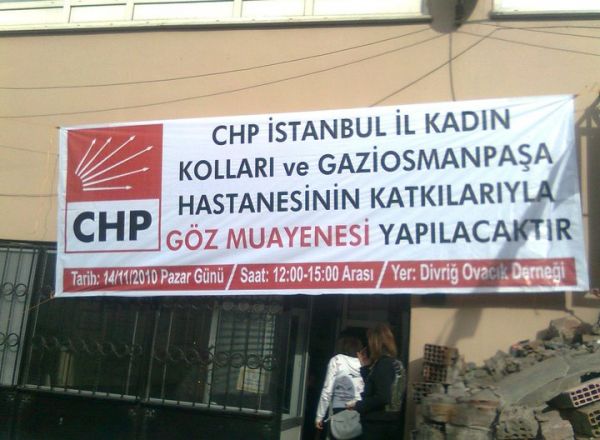 CHP İSTANBUL İL KADIN
KOLLARI ve GAZİOSMANPAŞA
HASTANESİNİN KATKILARIYLA
GÖZ MUAYENESİ YAPILACAKTIR
CHP
Tarih: 14/11/2010 Pazar Günü / Saat: 12:00-15:00 Arası / Yer: Divriğ Ovacık Derneği